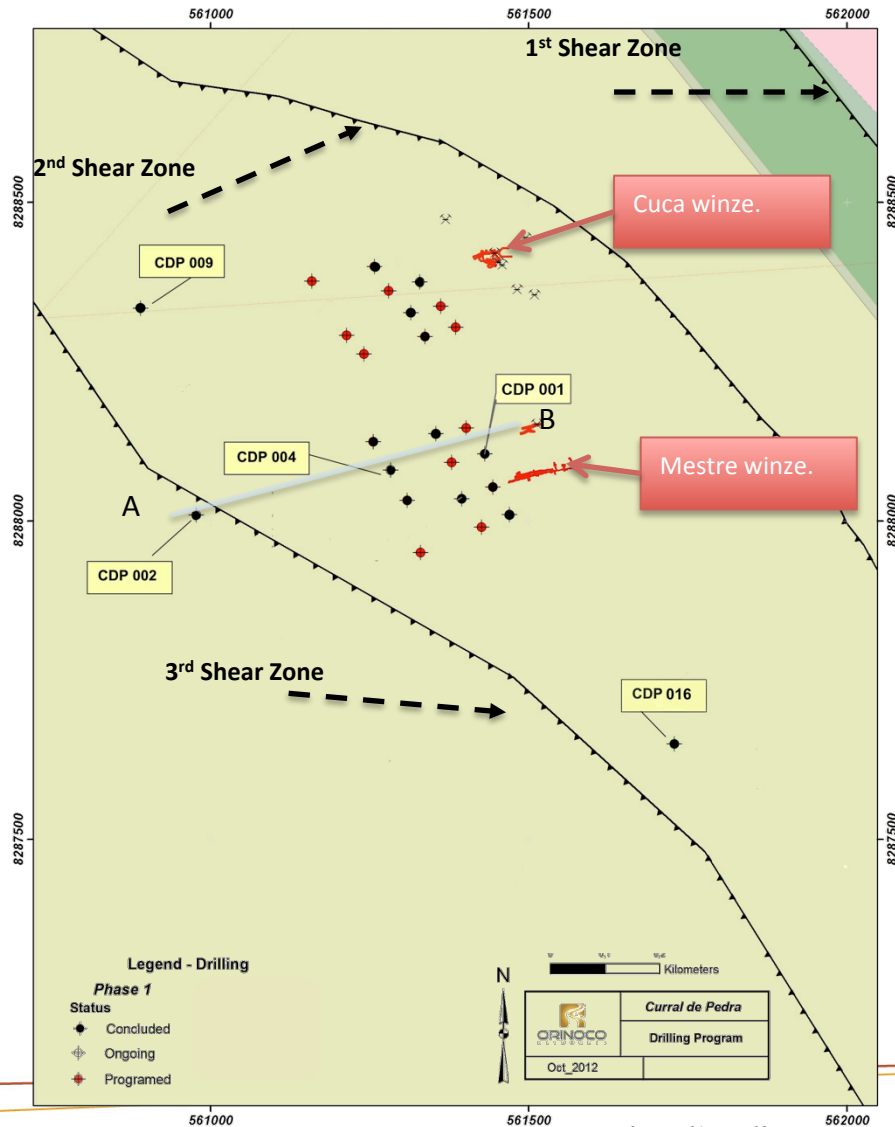 561000 561500 562000
1st Shear Zone
2nd Shear Zone
8288500 8288500
Cuca winze.
CDP 009
CDP 001
B
CDP 004
Mestre winze.
A
8288000 8288000
CDP 002
3rd Shear Zone
CDP 016
8287500 8287500
Legend - Drilling
Phase 1
Status
Concluded
Ongoing
Programed
N
Kilometers
ORINOCO
Curral de Pedra
Drilling Program
Oct_2012
561000 561500 562000